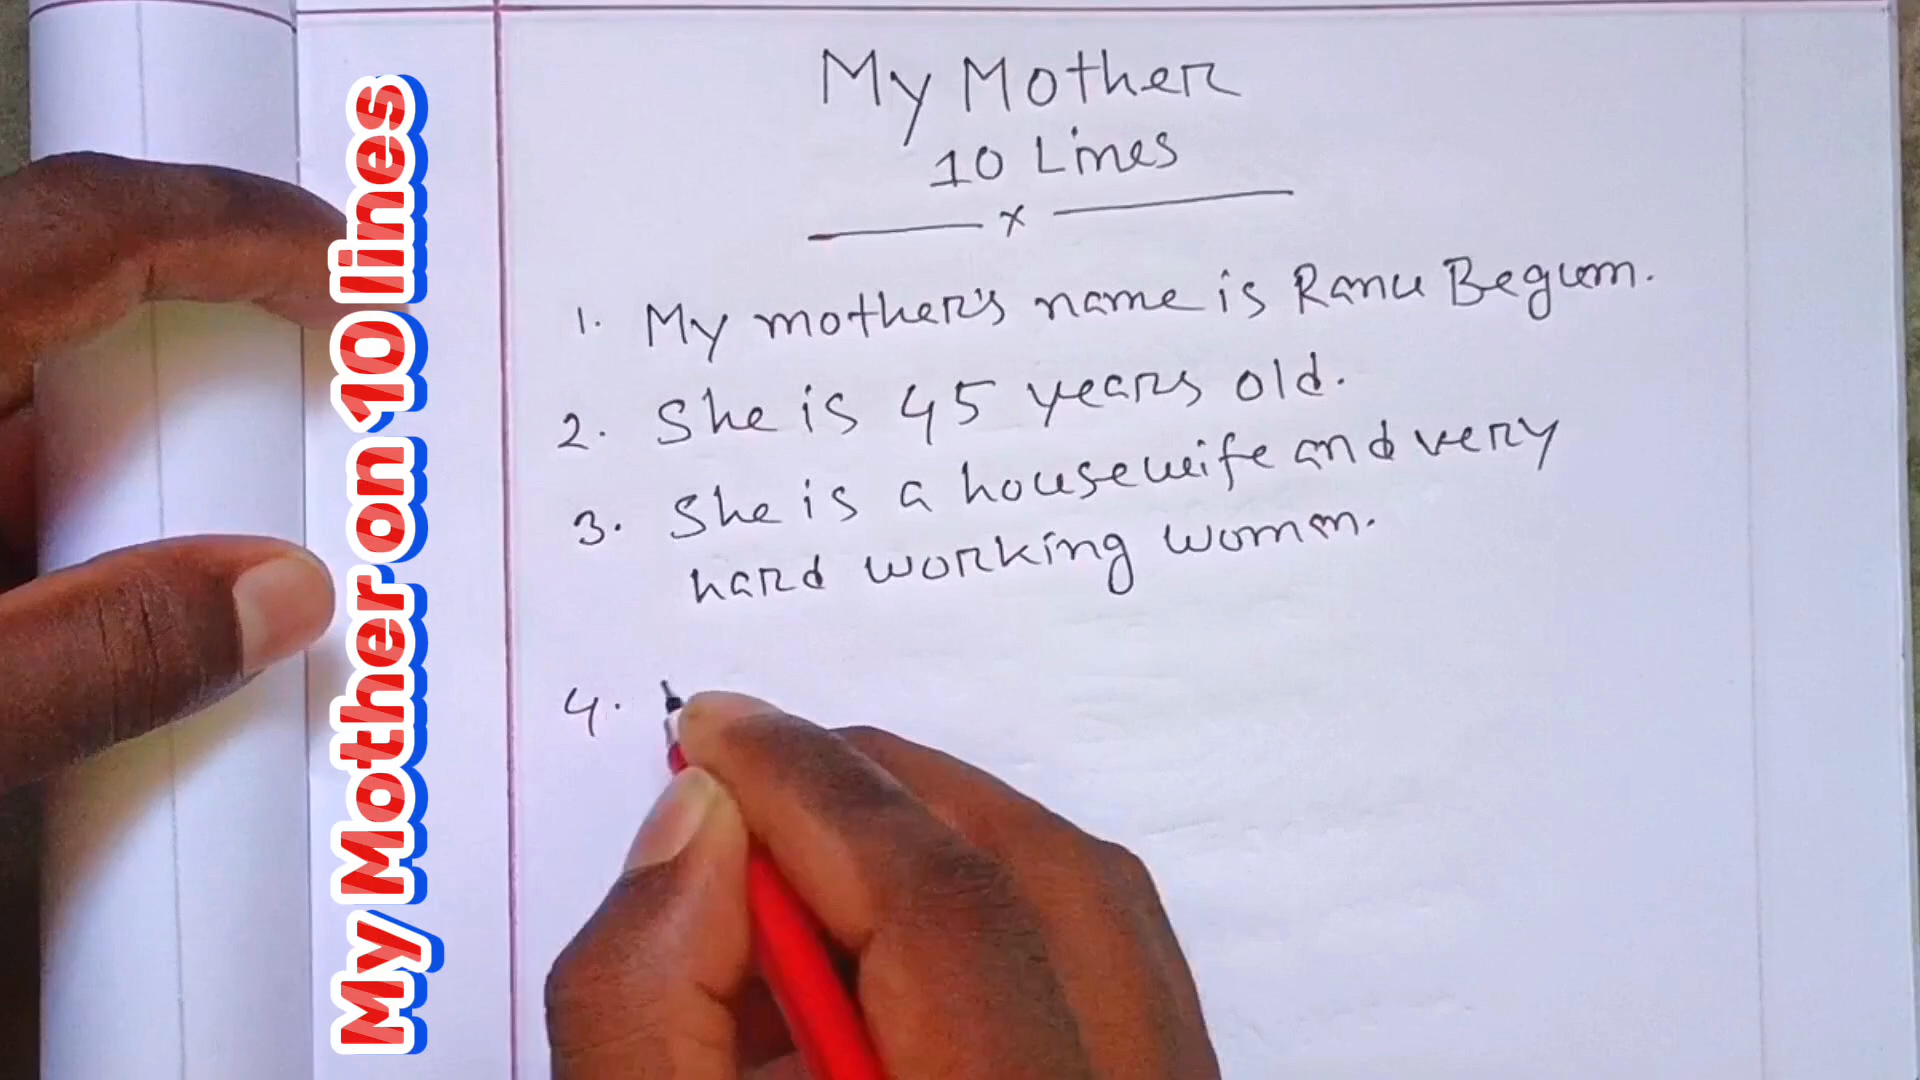 My Mother on 10 lines
My Mother
10 Lines
x
1. My mother's name is Ranu Begum.
2. She is 45 years old.
3. She is a housewife and very
hard working woman.
4.